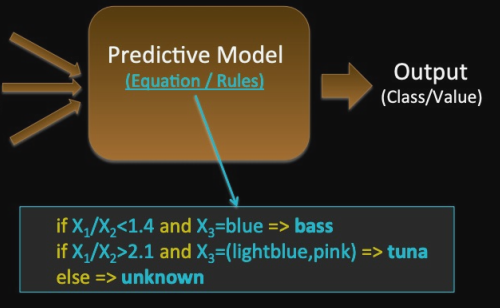 Predictive Model
(Equation / Rules)
Output
(Class/Value)
if X₁/X₂<1.4 and X₃=blue => bass
if X₁/X₂>2.1 and X₃=(lightblue,pink) => tuna
else => unknown